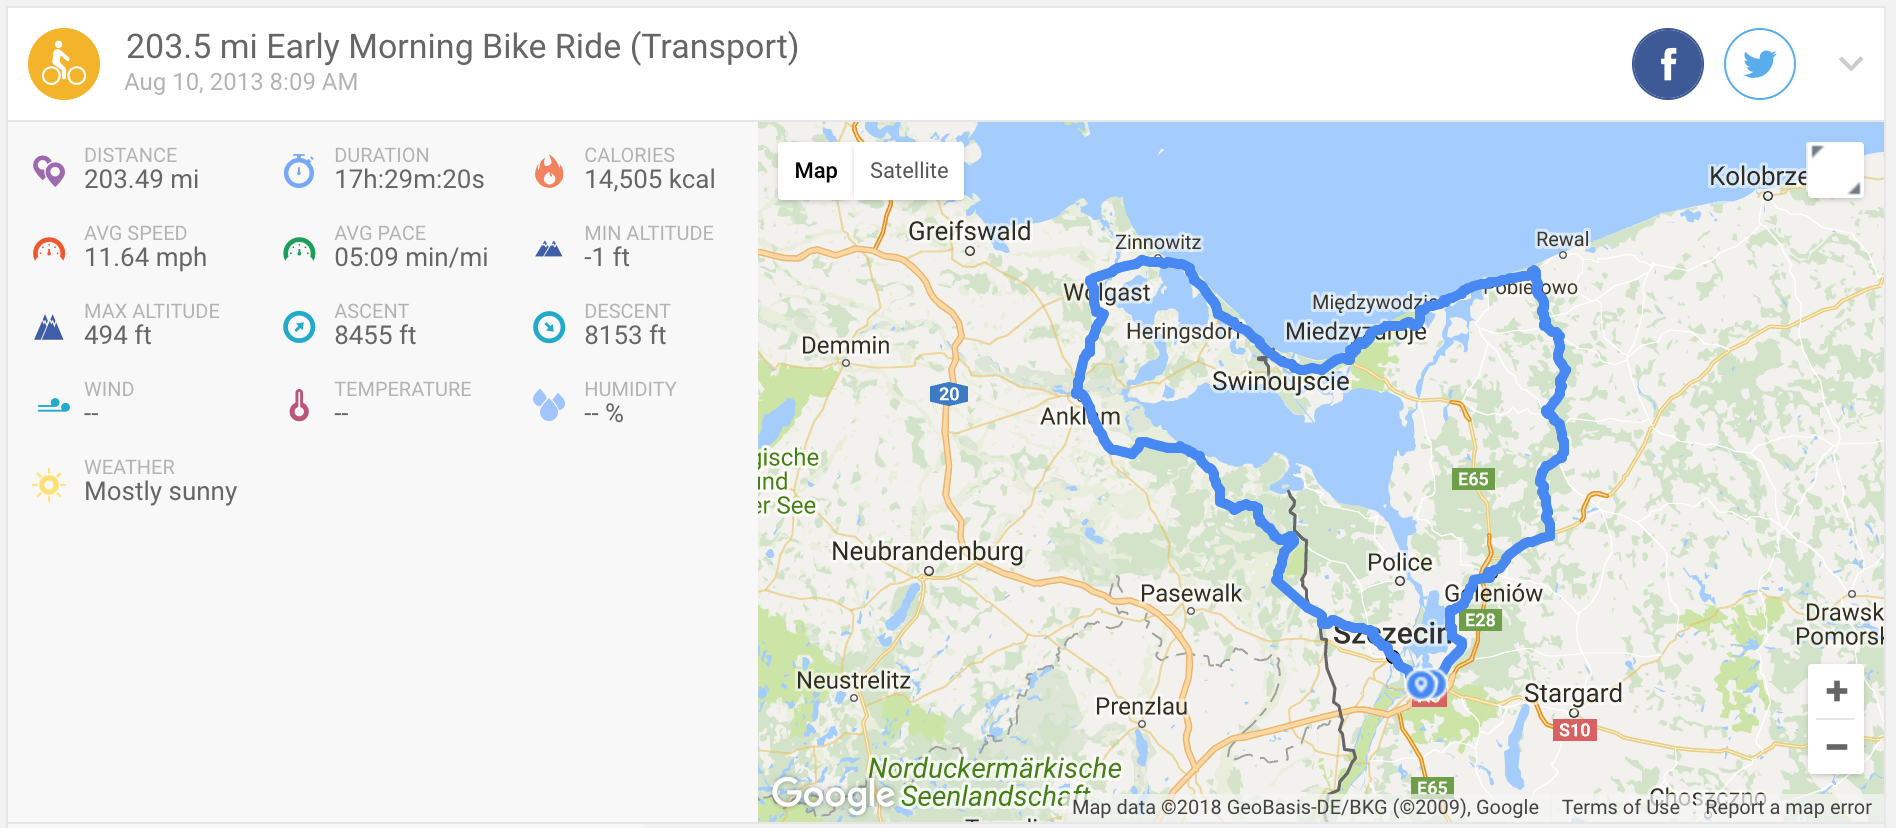 203.5 mi Early Morning Bike Ride (Transport)
Aug 10, 2013 8:09 AM
f
DISTANCE
203.49 mi
DURATION
17h:29m:20s
CALORIES
14,505 kcal
AVG SPEED
11.64 mph
AVG PACE
05:09 min/mi
MIN ALTITUDE
-1 ft
MAX ALTITUDE
494 ft
ASCENT
8455 ft
DESCENT
8153 ft
WIND
--
TEMPERATURE
--
HUMIDITY
-- %
WEATHER
Mostly sunny
Map
Satellite
Kolobrze
Greifswald
Zinnowitz
Rewal
Wolgast
Pobierowo
Międzywodzie
Heringsdorf
Miedzyzdroje
Demmin
Swinoujscie
20
Anklam
gische
und
er See
E65
Neubrandenburg
Police
Pasewalk
Goleniów
Drawsk
Pomorsk
E28
Szczecin
Neustrelitz
Stargard
Prenzlau
S10
+
−
Norduckermärkische
Seenlandschaft
E65
Choszczno
Google
Map data ©2018 GeoBasis-DE/BKG (©2009), Google
Terms of Use
Report a map error